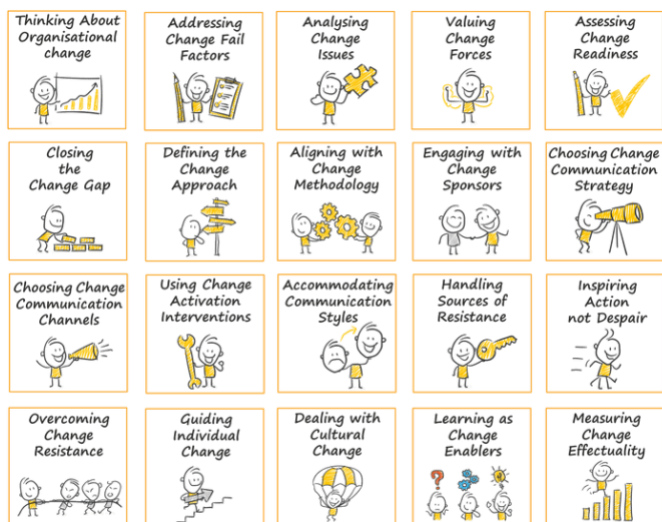 Thinking About
Organisational
change
Addressing
Change Fail
Factors
Analysing
Change
Issues
Valuing
Change
Forces
Assessing
Change
Readiness
Closing
the
Change Gap
Defining the
Change
Approach
Aligning with
Change
Methodology
Engaging with
Change
Sponsors
Choosing Change
Communication
Strategy
Choosing Change
Communication
Channels
Using Change
Activation
Interventions
Accommodating
Communication
Styles
Handling
Sources of
Resistance
Inspiring
Action
not Despair
Overcoming
Change
Resistance
Guiding
Individual
Change
Dealing with
Cultural
Change
Learning as
Change
Enablers
Measuring
Change
Effectuality